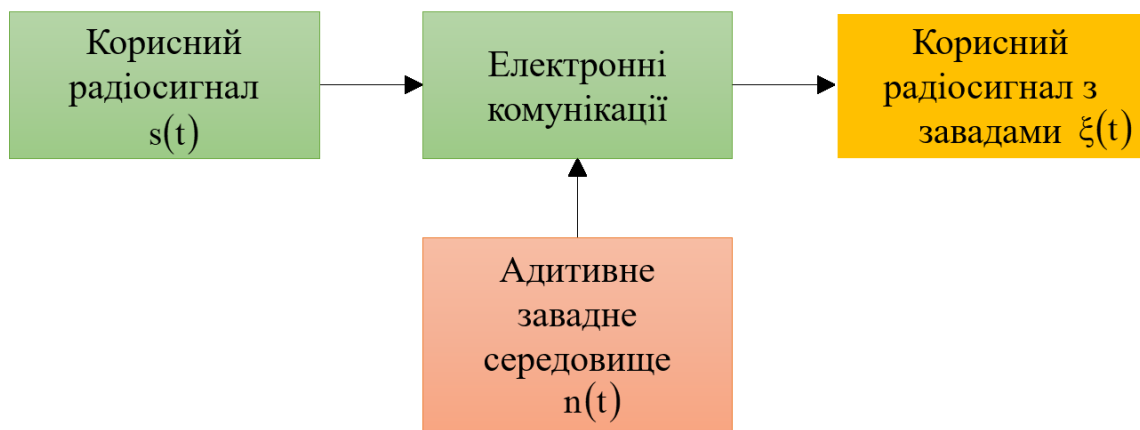 Корисний
радіосигнал
s(t)
Електронні
комунікації
Корисний
радіосигнал з
завадами ξ(t)
Адитивне
завадне
середовище
n(t)